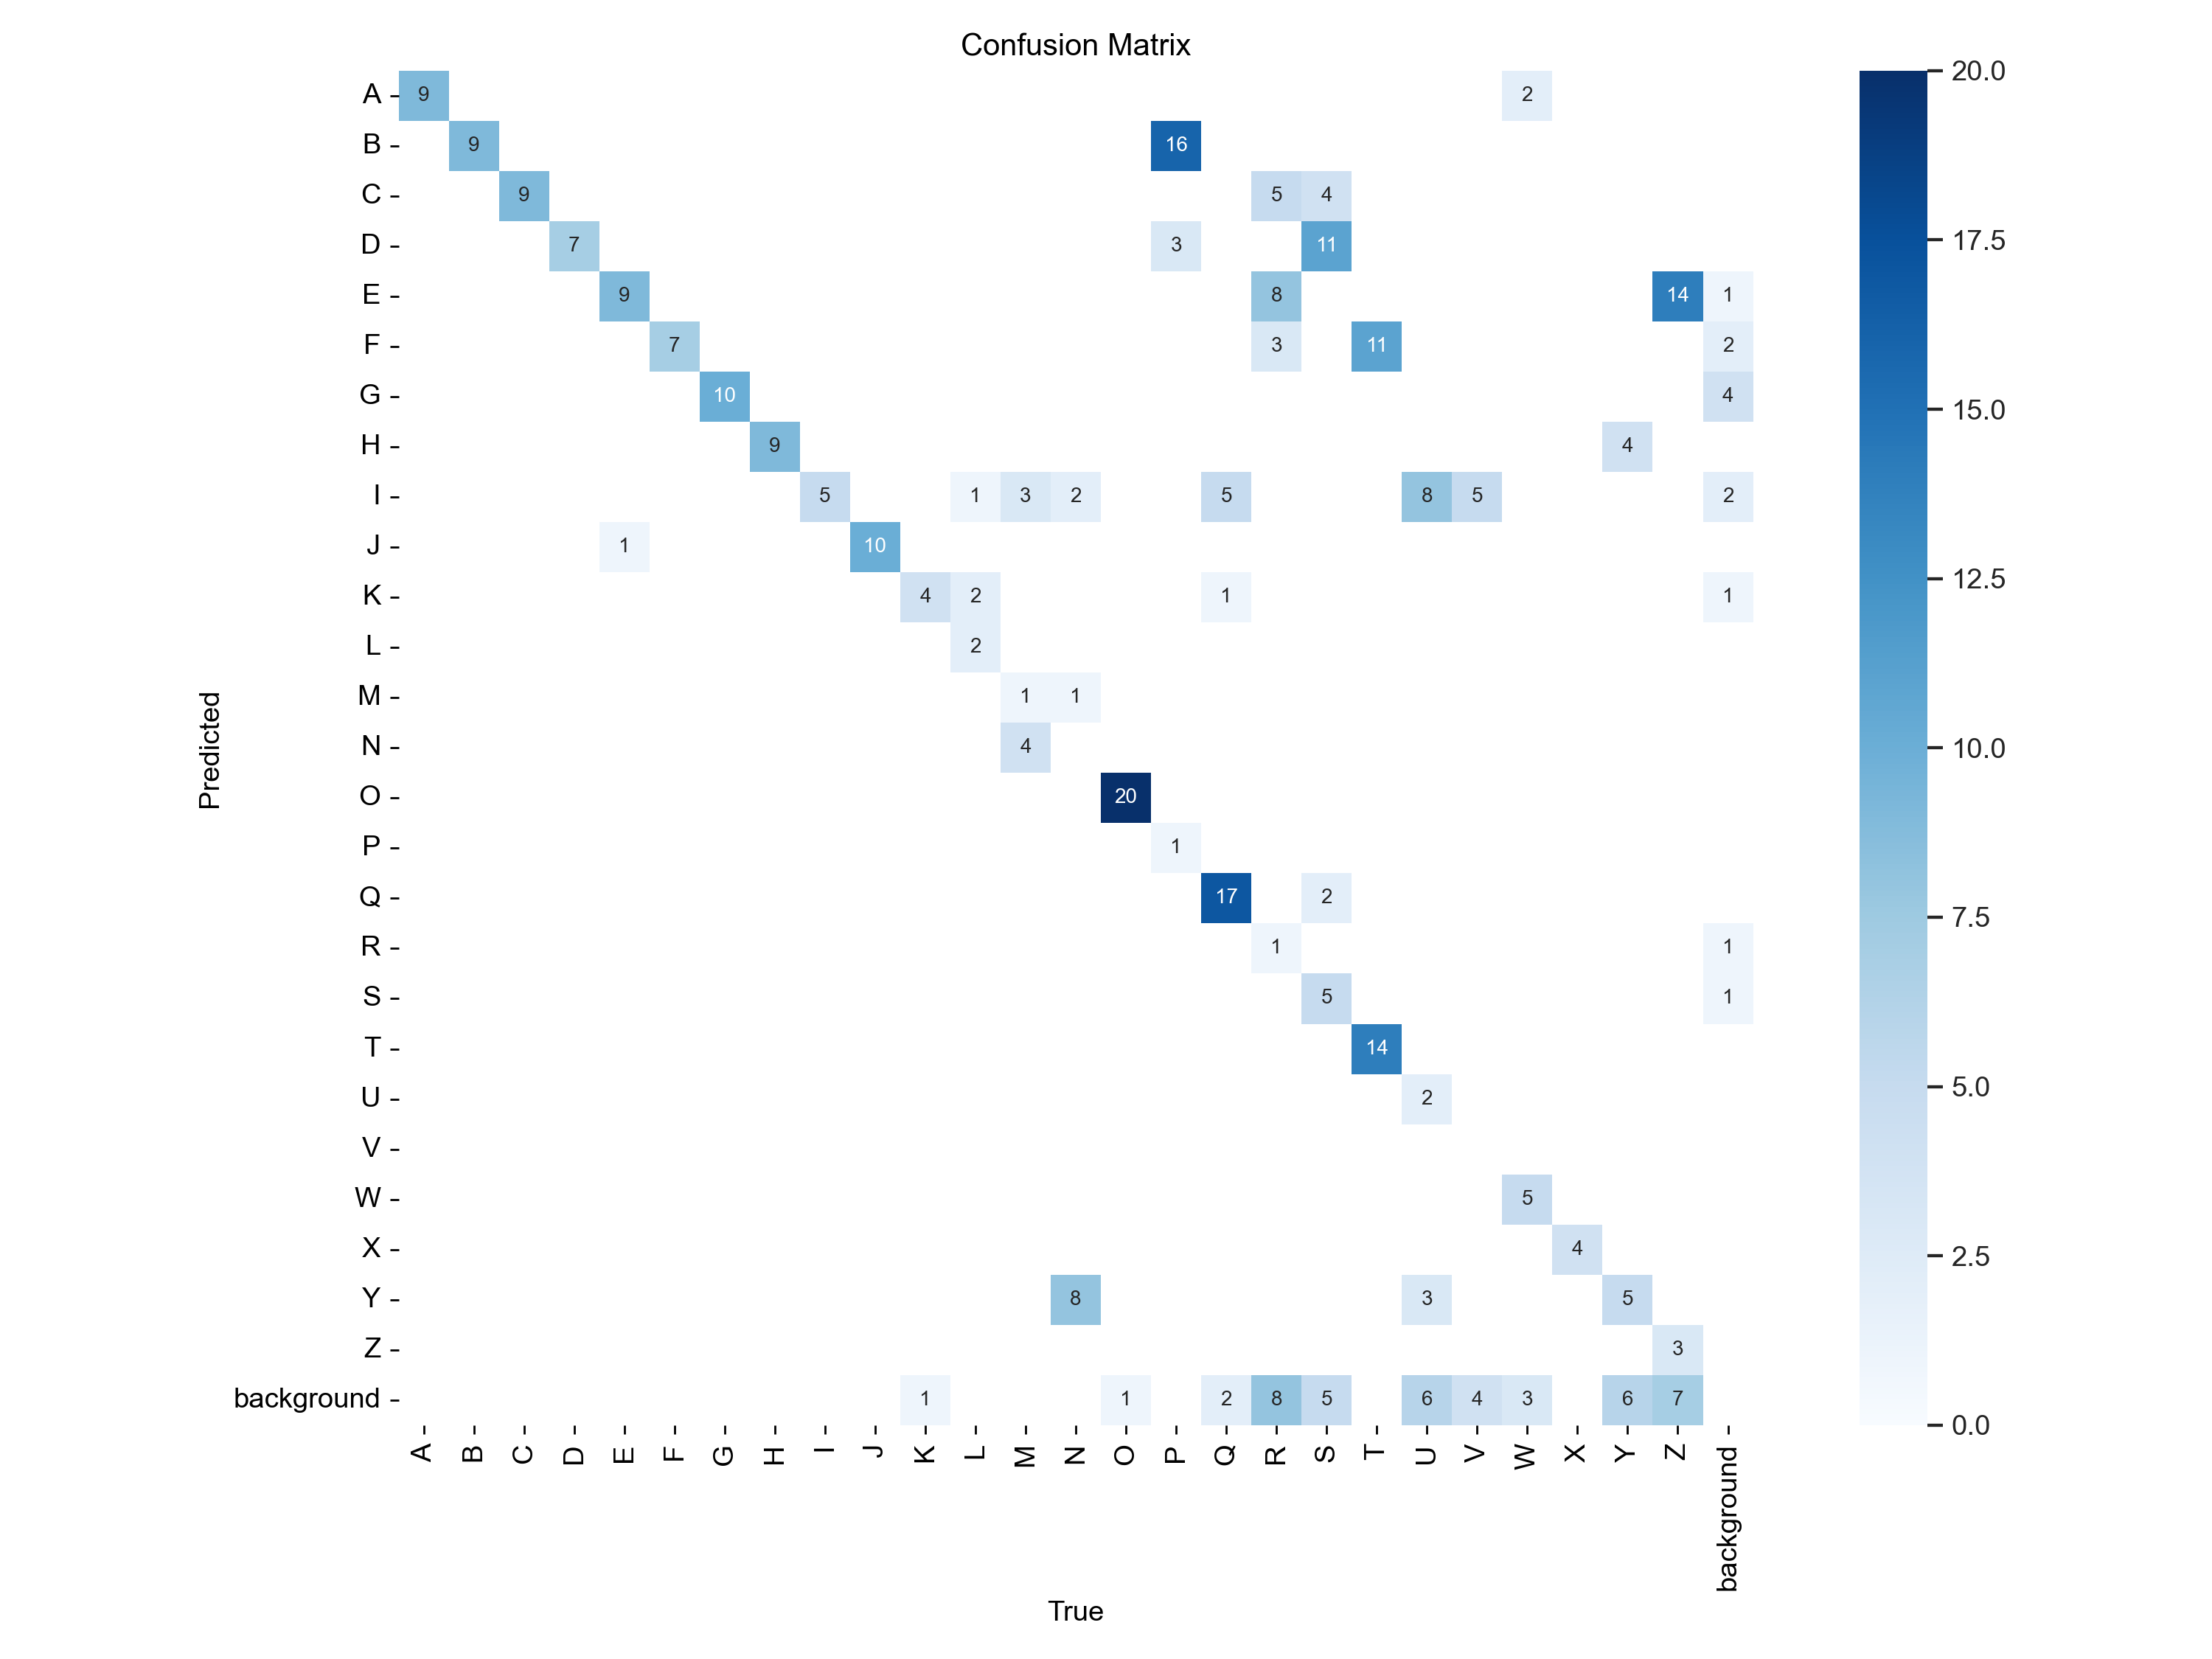 Confusion Matrix
A 9 2 20.0
B 9 16
C 9 5 4
D 7 3 11 17.5
E 9 8 14 1
F 7 3 11 2
G 10 4 15.0
H 9 4
I 5 1 3 2 5 8 5 2
J 1 10
K 4 2 1 1 12.5
L 2
M 1 1
N 4 10.0
O 20
P 1
Q 17 2 7.5
R 1 1
S 5 1
T 14
U 2 5.0
V
W 5
X 4 2.5
Y 8 3 5
Z 3
background 1 1 2 8 5 6 4 3 6 7 0.0
A B C D E F G H I J K L M N O P Q R S T U V W X Y Z background
Predicted
True